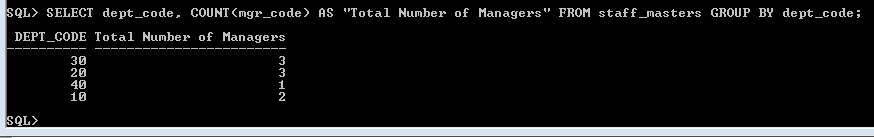 SQL> SELECT dept_code, COUNT(mgr_code) AS "Total Number of Managers" FROM staff_masters GROUP BY dept_code;
DEPT_CODE Total Number of Managers
---------- ------------------------
30 3
20 3
40 1
10 2
SQL>